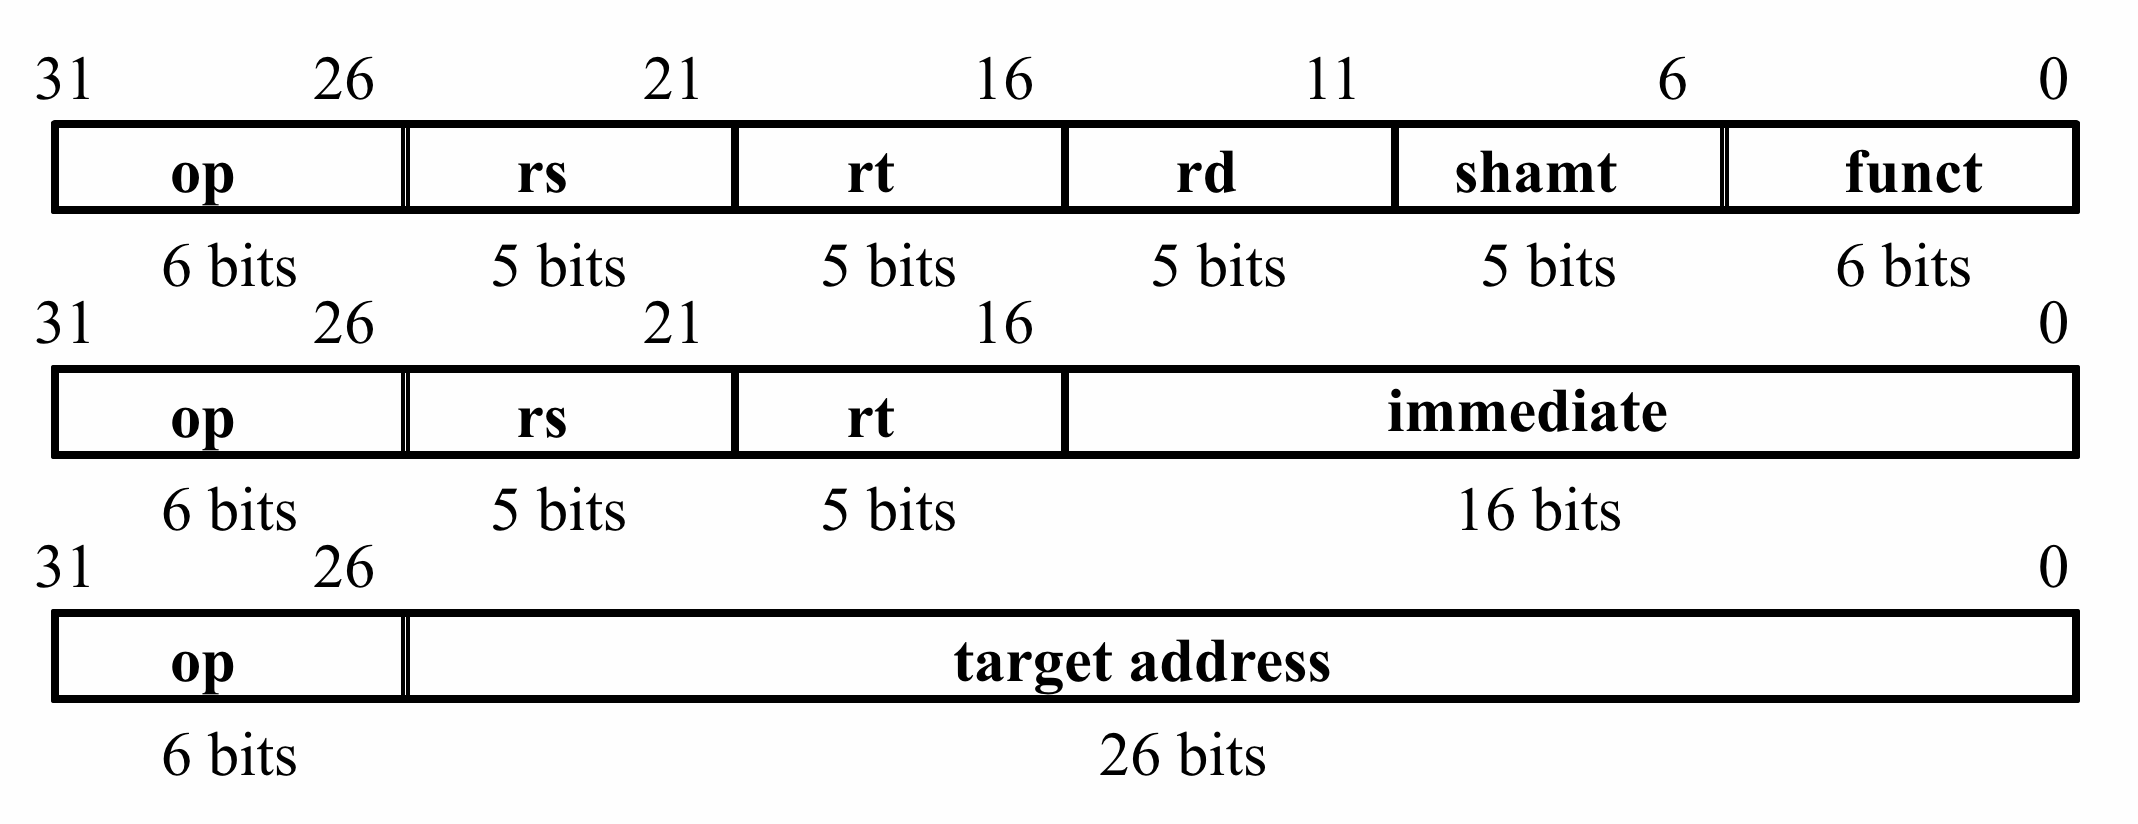 31 26 21 16 11 6 0
op rs rt rd shamt funct
6 bits 5 bits 5 bits 5 bits 5 bits 6 bits
31 26 21 16 0
op rs rt immediate
6 bits 5 bits 5 bits 16 bits
31 26 0
op target address
6 bits 26 bits